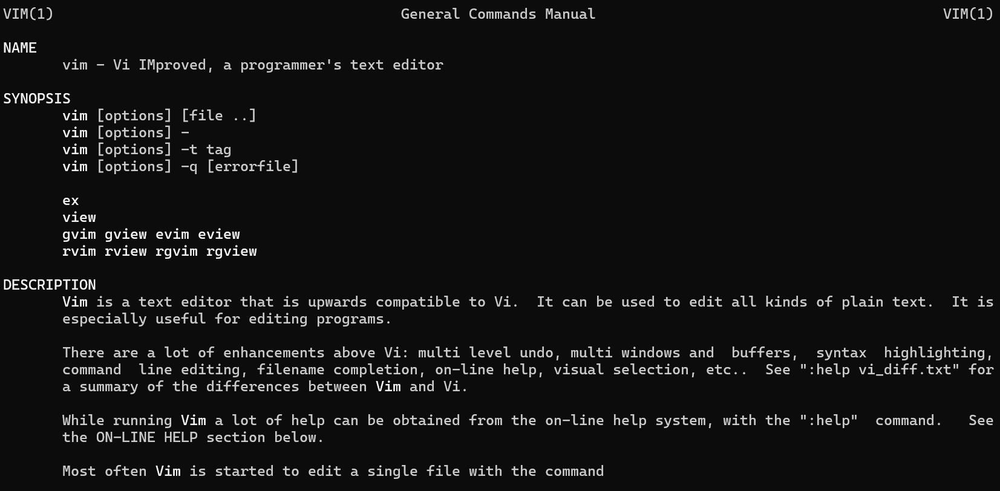 VIM(1) General Commands Manual VIM(1)
NAME
vim - Vi IMproved, a programmer's text editor
SYNOPSIS
vim [options] [file ..]
vim [options] -
vim [options] -t tag
vim [options] -q [errorfile]
ex
view
gvim gview evim eview
rvim rview rgvim rgview
DESCRIPTION
Vim is a text editor that is upwards compatible to Vi.  It can be used to edit all kinds of plain text.  It is
especially useful for editing programs.
There are a lot of enhancements above Vi: multi level undo, multi windows and  buffers,  syntax  highlighting,
command  line editing, filename completion, on-line help, visual selection, etc..  See ":help vi_diff.txt" for
a summary of the differences between Vim and Vi.
While running Vim a lot of help can be obtained from the on-line help system, with the ":help"  command.   See
the ON-LINE HELP section below.
Most often Vim is started to edit a single file with the command